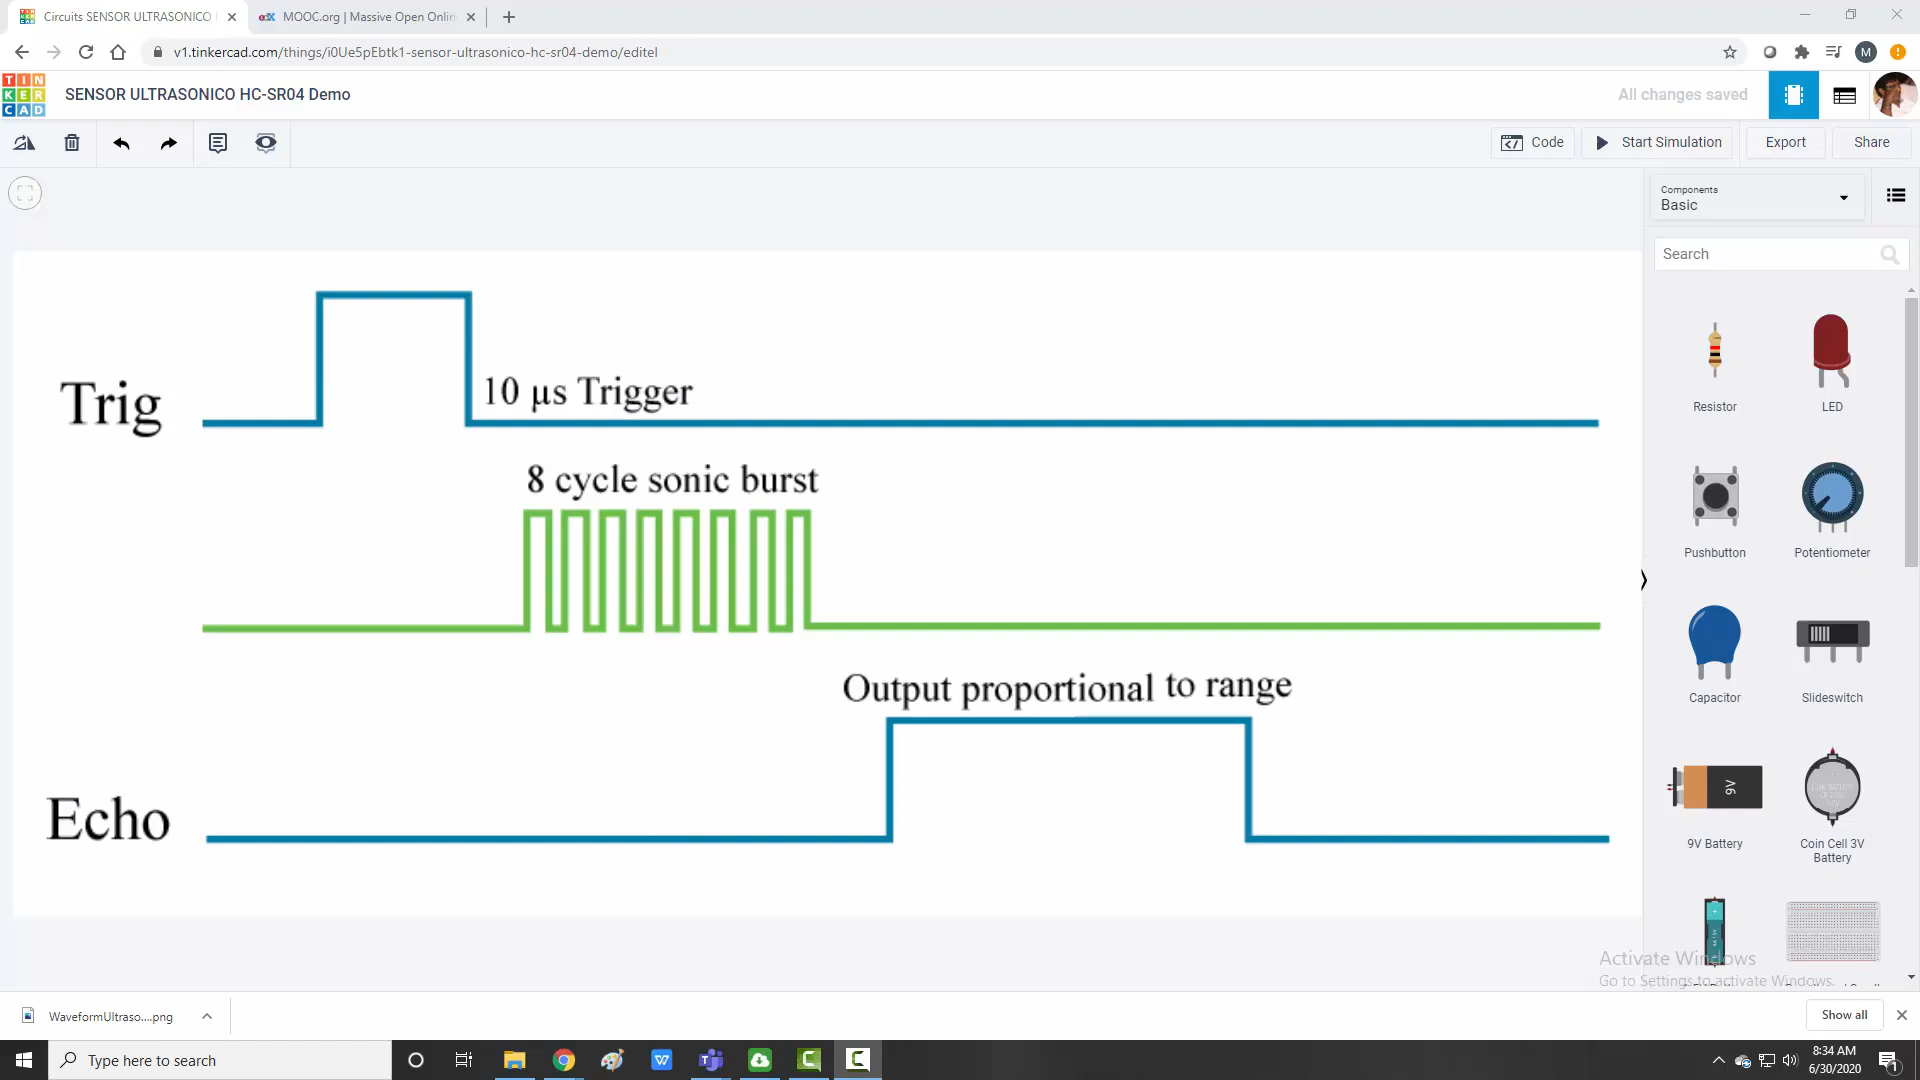 Circuits SENSOR ULTRASONICO
edX MOOC.org | Massive Open Onlin
v1.tinkercad.com/things/i0Ue5pEbtk1-sensor-ultrasonico-hc-sr04-demo/editel
M
TIN
KER
CAD
SENSOR ULTRASONICO HC-SR04 Demo
All changes saved
Code
Start Simulation
Export
Share
Components
Basic
Search
Trig
10 µs Trigger
8 cycle sonic burst
Output proportional to range
Echo
Resistor
LED
Pushbutton
Potentiometer
Capacitor
Slideswitch
9V
9V Battery
Coin Cell 3V
Battery
Activate Windows
Go to Settings to activate Windows.
WaveformUltraso....png
Show all
Type here to search
8:34 AM
6/30/2020
1